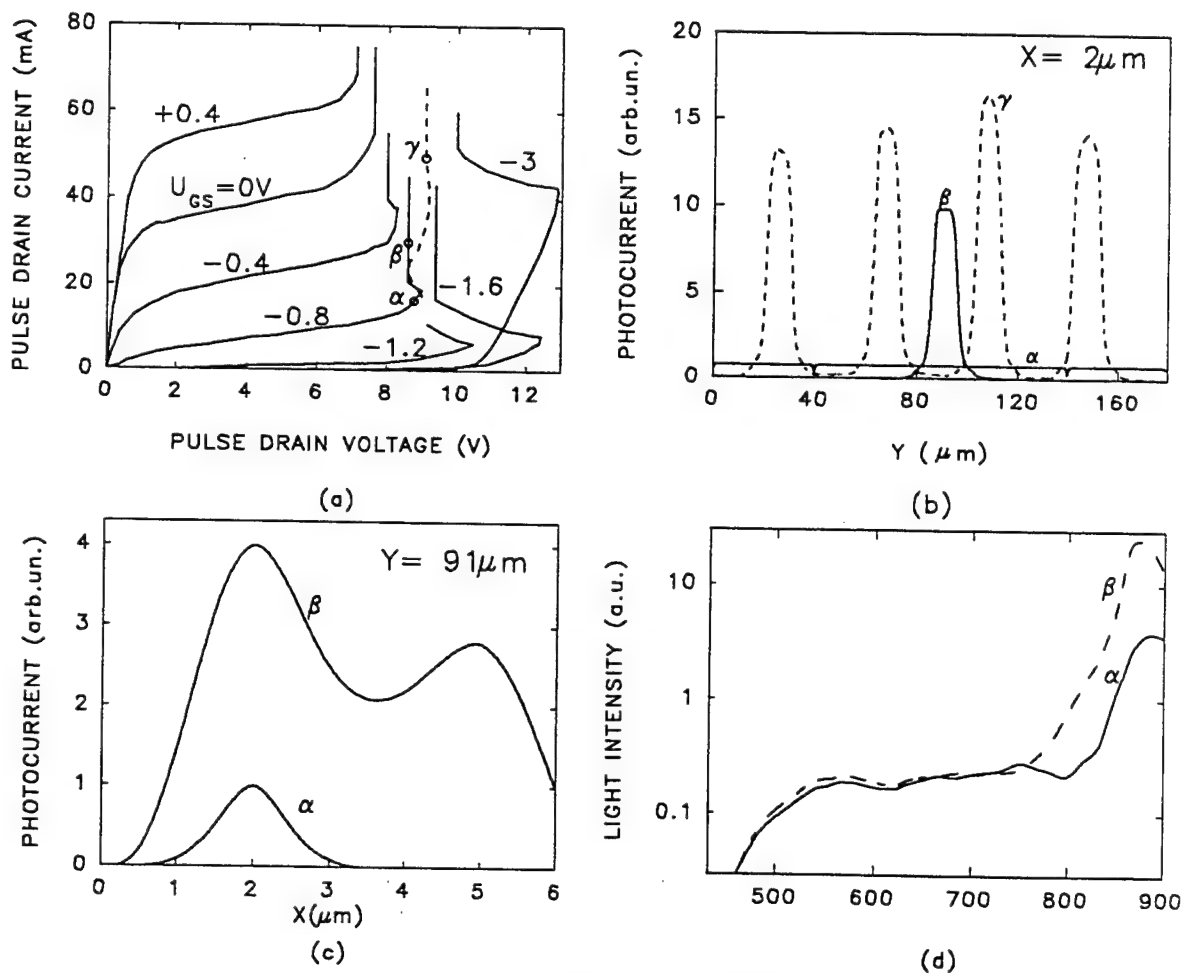 PULSE DRAIN CURRENT (mA)
80
60
40
20
0
+0.4
U_GS=0V
−0.4
−0.8
−1.2
−1.6
−3
γ
β
α
0 2 4 6 8 10 12
PULSE DRAIN VOLTAGE (V)
(a)
PHOTOCURRENT (arb.un.)
20
15
10
5
0
X= 2μm
γ
β
α
0 40 80 120 160
Y (μm)
(b)
PHOTOCURRENT (arb.un.)
4
3
2
1
0
Y= 91μm
β
α
0 1 2 3 4 5 6
X(μm)
(c)
LIGHT INTENSITY (a.u.)
10
1
0.1
β
α
500 600 700 800 900
(d)